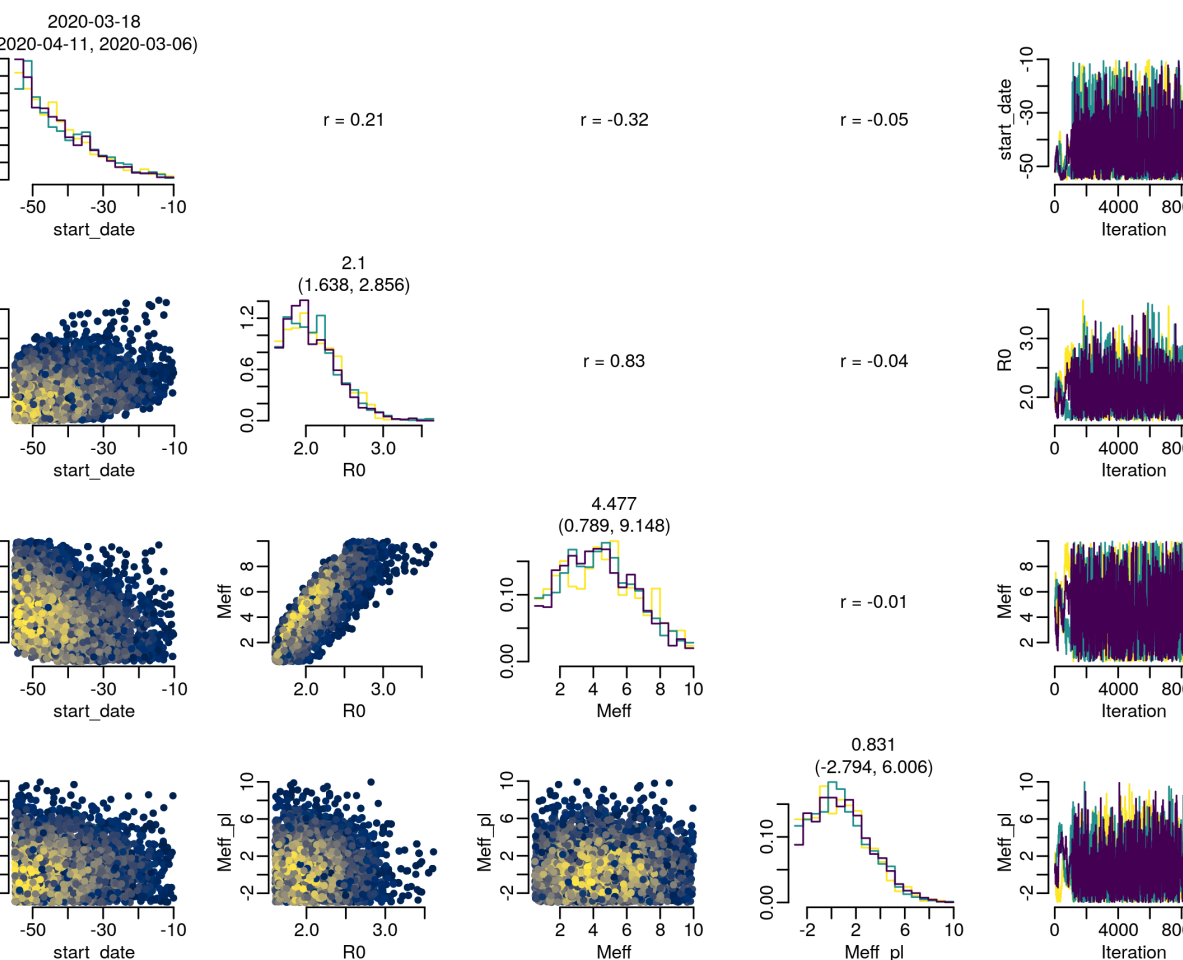 2020-03-18
2020-04-11, 2020-03-06)
-50 -30 -10
start_date
r = 0.21
r = -0.32
r = -0.05
start_date
-50 -30 -10
0 4000 80
Iteration
-50 -30 -10
start_date
2.1
(1.638, 2.856)
0.0 0.6 1.2
2.0 3.0
R0
r = 0.83
r = -0.04
R0
2.0 3.0
0 4000 80
Iteration
-50 -30 -10
start_date
Meff
2 4 6 8
2.0 3.0
R0
4.477
(0.789, 9.148)
0.00 0.10
2 4 6 8 10
Meff
r = -0.01
Meff
2 4 6 8
0 4000 80
Iteration
-50 -30 -10
start_date
Meff_pl
-2 2 6 10
2.0 3.0
R0
Meff_pl
-2 2 6 10
2 4 6 8 10
Meff
0.831
(-2.794, 6.006)
0.00 0.10
-2 2 6 10
Meff_pl
Meff_pl
-2 2 6 10
0 4000 80
Iteration